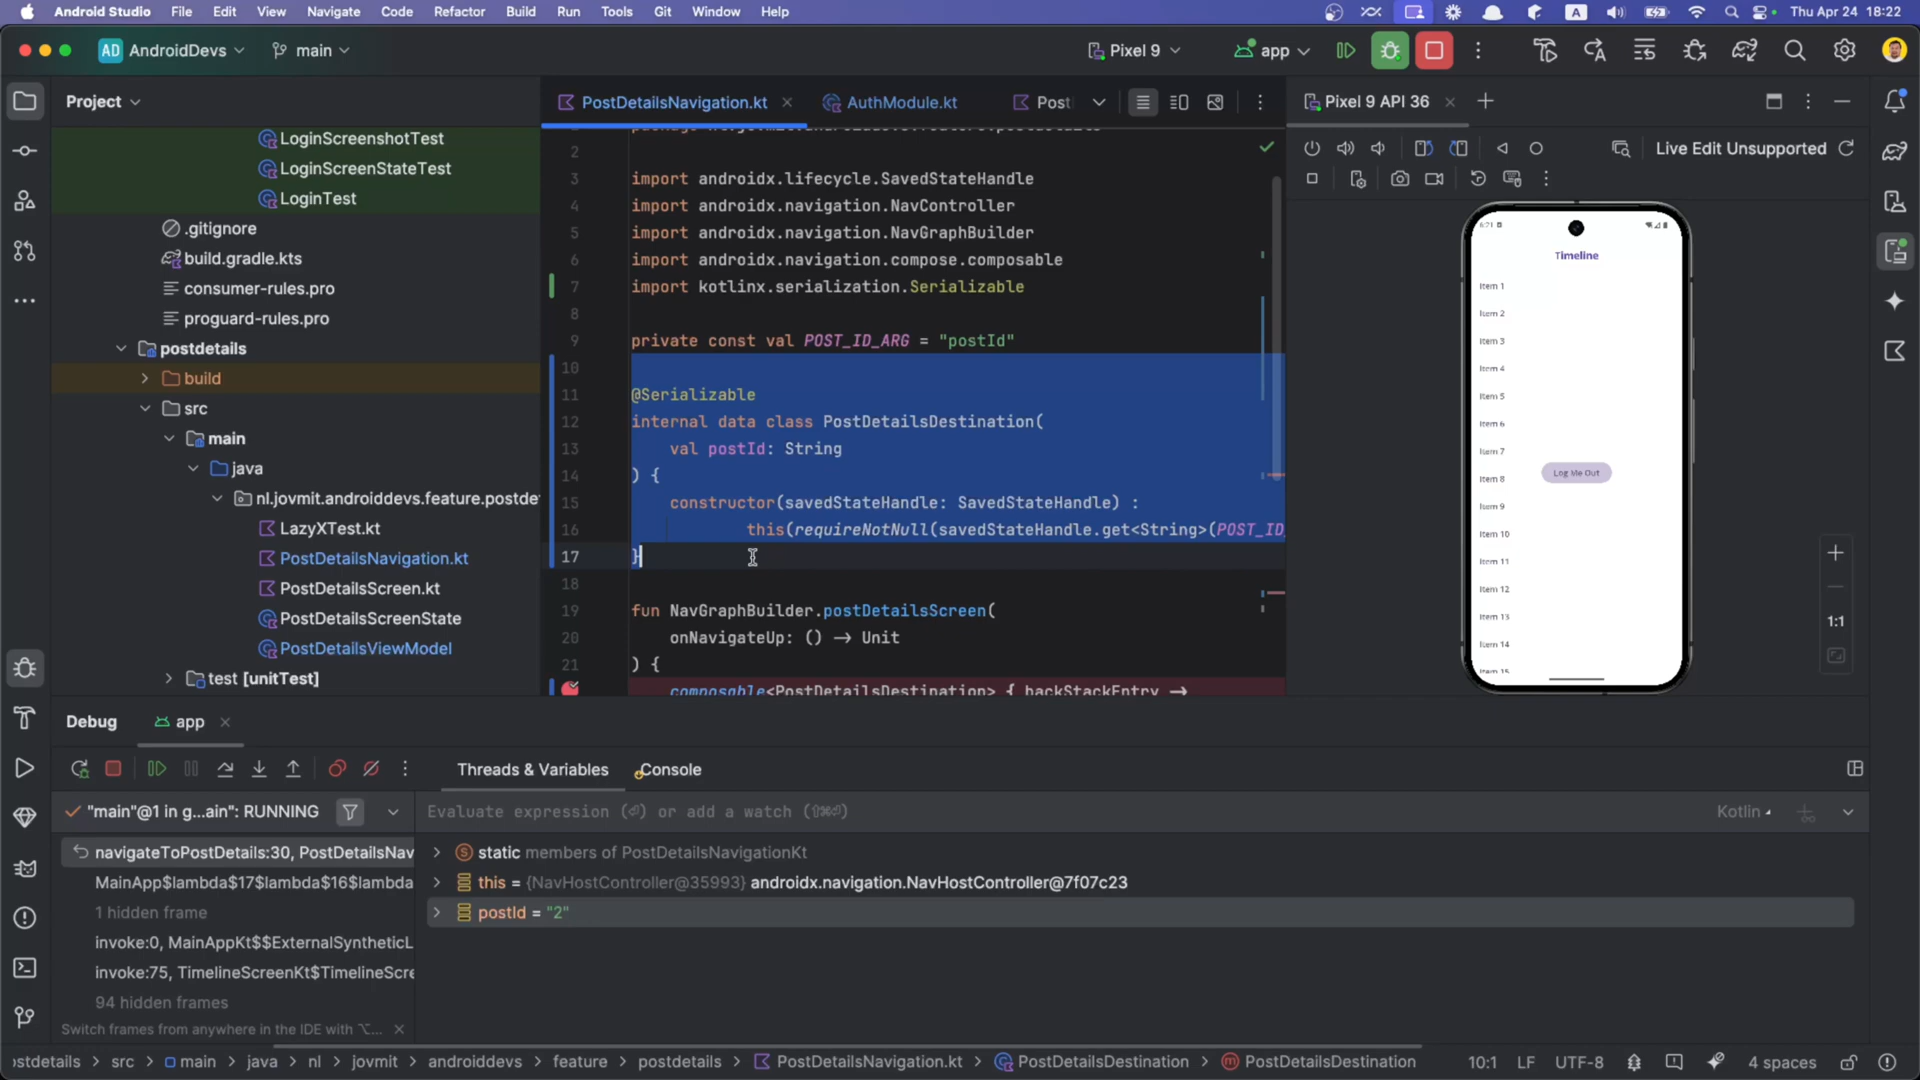 Android Studio File Edit View Navigate Code Refactor Build Run Tools Git Window Help
A Thu Apr 24 18:22
AD AndroidDevs main Pixel 9 app
Project
PostDetailsNavigation.kt AuthModule.kt Post
Pixel 9 API 36
Live Edit Unsupported
LoginScreenshotTest
LoginScreenStateTest
LoginTest
.gitignore
build.gradle.kts
consumer-rules.pro
proguard-rules.pro
postdetails
build
src
main
java
nl.jovmit.androiddevs.feature.postde
LazyXTest.kt
PostDetailsNavigation.kt
PostDetailsScreen.kt
PostDetailsScreenState
PostDetailsViewModel
test [unitTest]
2
3 import androidx.lifecycle.SavedStateHandle
4 import androidx.navigation.NavController
5 import androidx.navigation.NavGraphBuilder
6 import androidx.navigation.compose.composable
7 import kotlinx.serialization.Serializable
8
9 private const val POST_ID_ARG = "postId"
10
11 @Serializable
12 internal data class PostDetailsDestination(
13 val postId: String
14 ) {
15 constructor(savedStateHandle: SavedStateHandle) :
16 this(requireNotNull(savedStateHandle.get<String>(POST_ID
17 }
18
19 fun NavGraphBuilder.postDetailsScreen(
20 onNavigateUp: () → Unit
21 ) {
composable<PostDetailsDestination> { backStackEntry →
Timeline
Item 1
Item 2
Item 3
Item 4
Item 5
Item 6
Item 7
Item 8
Log Me Out
Item 9
Item 10
Item 11
Item 12
Item 13
Item 14
Item 15
1:1
Debug app
Threads & Variables Console
"main"@1 in g...ain": RUNNING
Evaluate expression (⏎) or add a watch (⇧⌘⏎)
Kotlin
navigateToPostDetails:30, PostDetailsNav
MainApp$lambda$17$lambda$16$lambda
1 hidden frame
invoke:0, MainAppKt$$ExternalSyntheticL
invoke:75, TimelineScreenKt$TimelineScre
94 hidden frames
Switch frames from anywhere in the IDE with ⌥...
static members of PostDetailsNavigationKt
this = {NavHostController@35993} androidx.navigation.NavHostController@7f07c23
postId = "2"
ostdetails > src > main > java > nl > jovmit > androiddevs > feature > postdetails > PostDetailsNavigation.kt > PostDetailsDestination > PostDetailsDestination
10:1 LF UTF-8 4 spaces